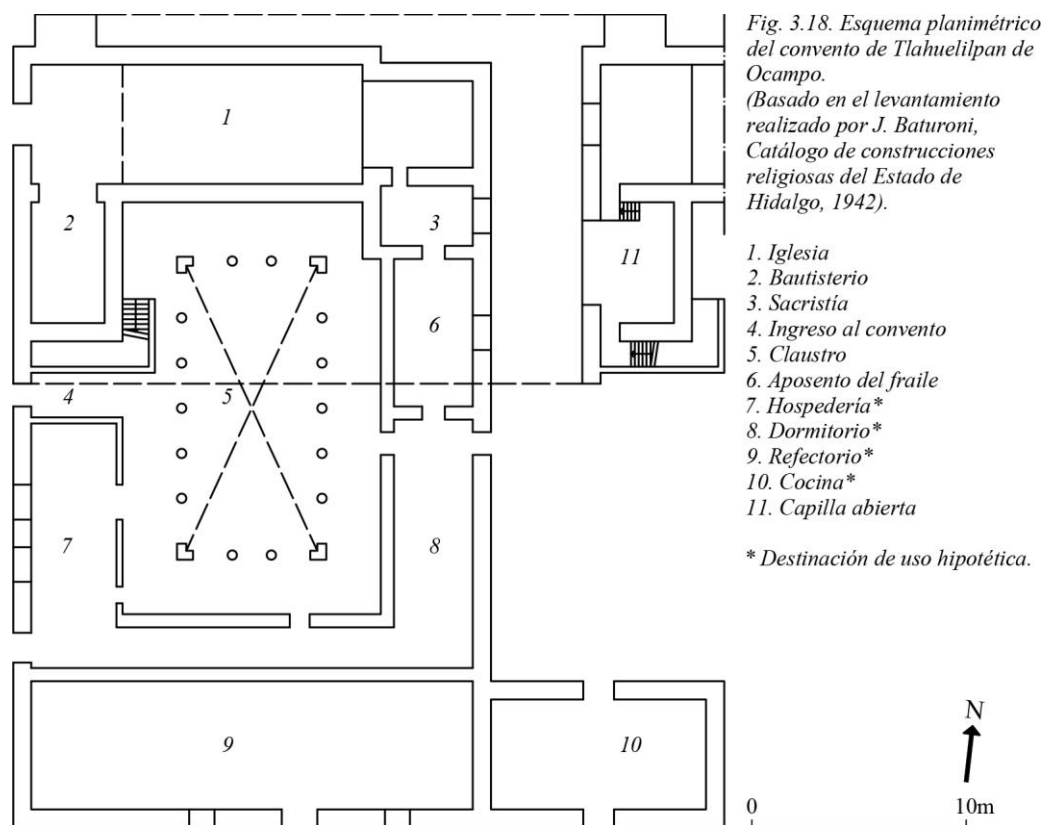 Fig. 3.18. Esquema planimétrico
del convento de Tlahuelilpan de
Ocampo.
(Basado en el levantamiento
realizado por J. Baturoni,
Catálogo de construcciones
religiosas del Estado de
Hidalgo, 1942).
1. Iglesia
2. Bautisterio
3. Sacristía
4. Ingreso al convento
5. Claustro
6. Aposento del fraile
7. Hospedería*
8. Dormitorio*
9. Refectorio*
10. Cocina*
11. Capilla abierta
* Destinación de uso hipotética.
1
2
3
11
6
4
5
7
8
9
10
N
0 10m